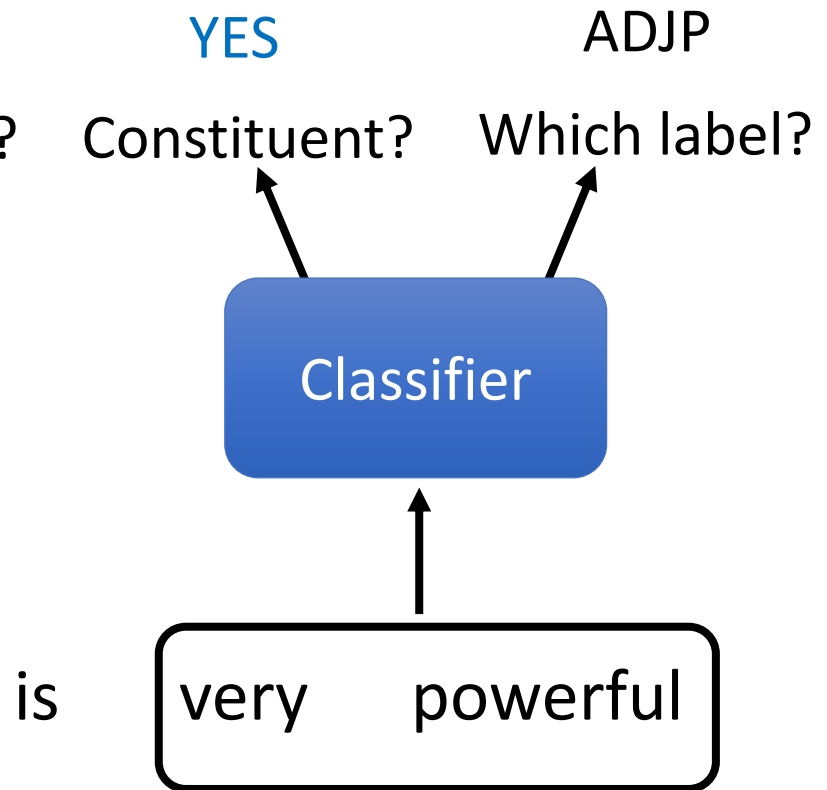 YES ADJP
? Constituent? Which label?
Classifier
is very powerful